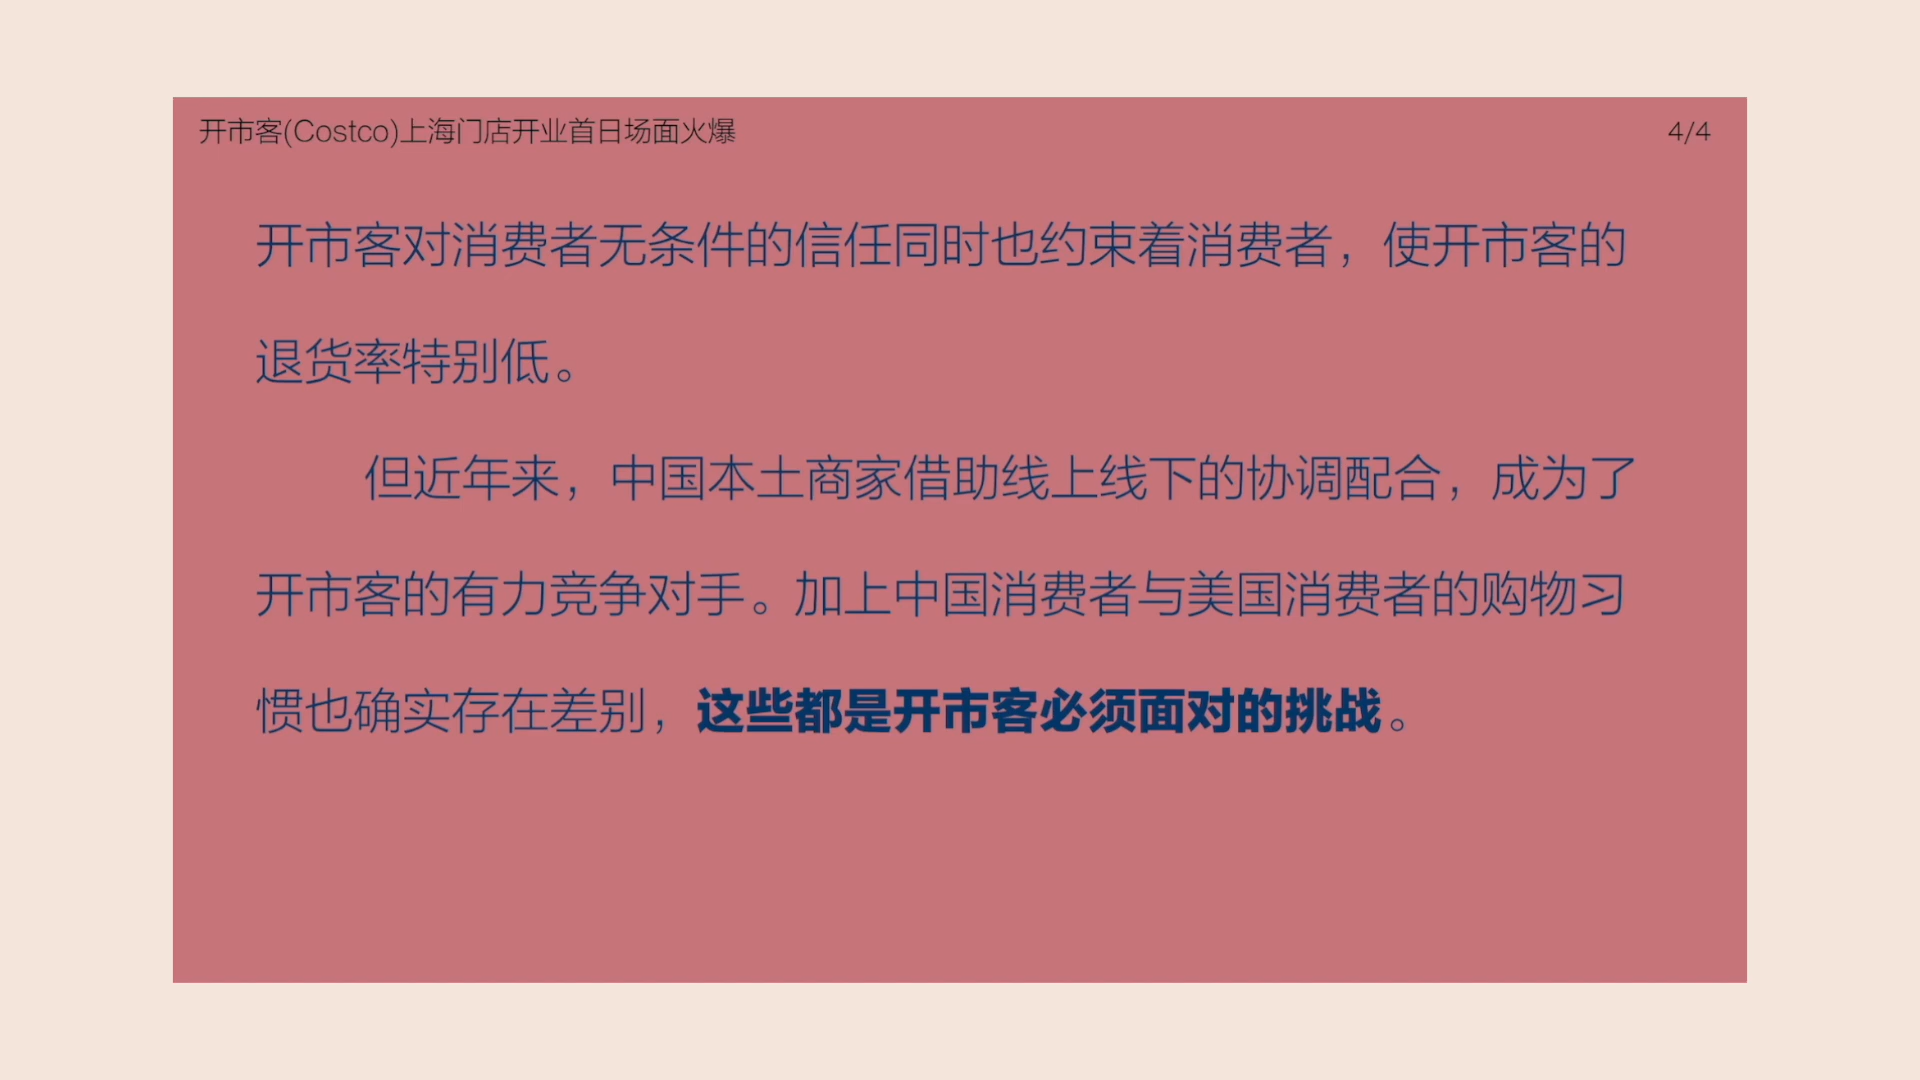 开市客(Costco)上海门店开业首日场面火爆
4/4
开市客对消费者无条件的信任同时也约束着消费者，使开市客的
退货率特别低。
但近年来，中国本土商家借助线上线下的协调配合，成为了
开市客的有力竞争对手。加上中国消费者与美国消费者的购物习
惯也确实存在差别，这些都是开市客必须面对的挑战。